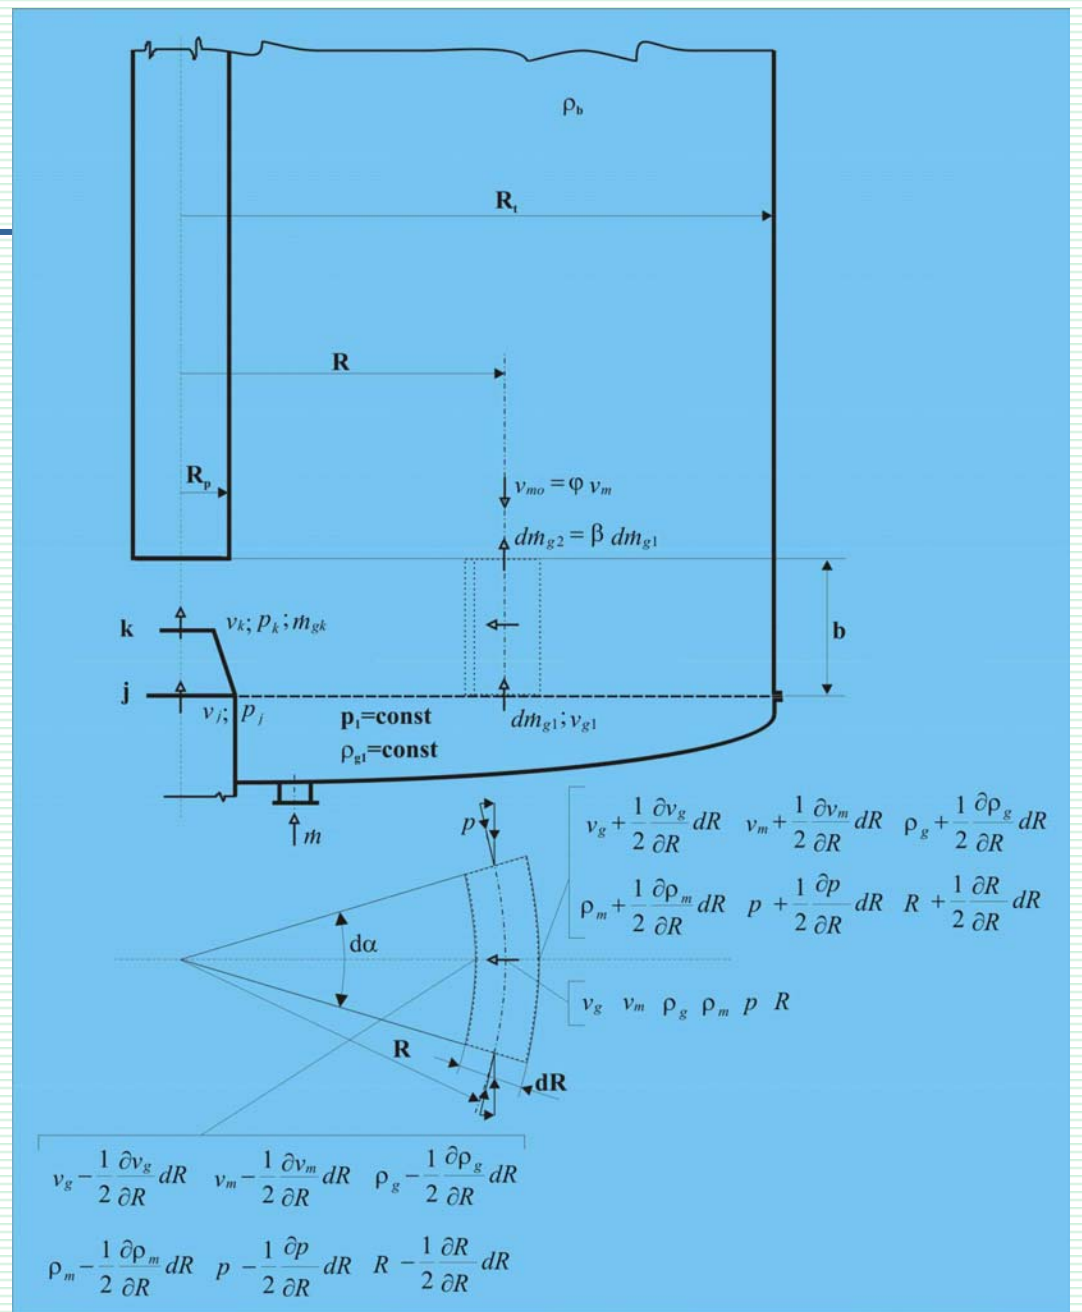 ρb
Rt
R
Rp
vmo = φ vm
dṁg2 = β dṁg1
k
vk; pk; ṁgk
b
j
vj; pj
p1=const
dṁg1; vg1
ρg1=const
ṁ
p
vg + 1/2 ∂vg/∂R dR vm + 1/2 ∂vm/∂R dR ρg + 1/2 ∂ρg/∂R dR
ρm + 1/2 ∂ρm/∂R dR p + 1/2 ∂p/∂R dR R + 1/2 ∂R/∂R dR
dα
vg vm ρg ρm p R
R
dR
vg − 1/2 ∂vg/∂R dR vm − 1/2 ∂vm/∂R dR ρg − 1/2 ∂ρg/∂R dR
ρm − 1/2 ∂ρm/∂R dR p − 1/2 ∂p/∂R dR R − 1/2 ∂R/∂R dR